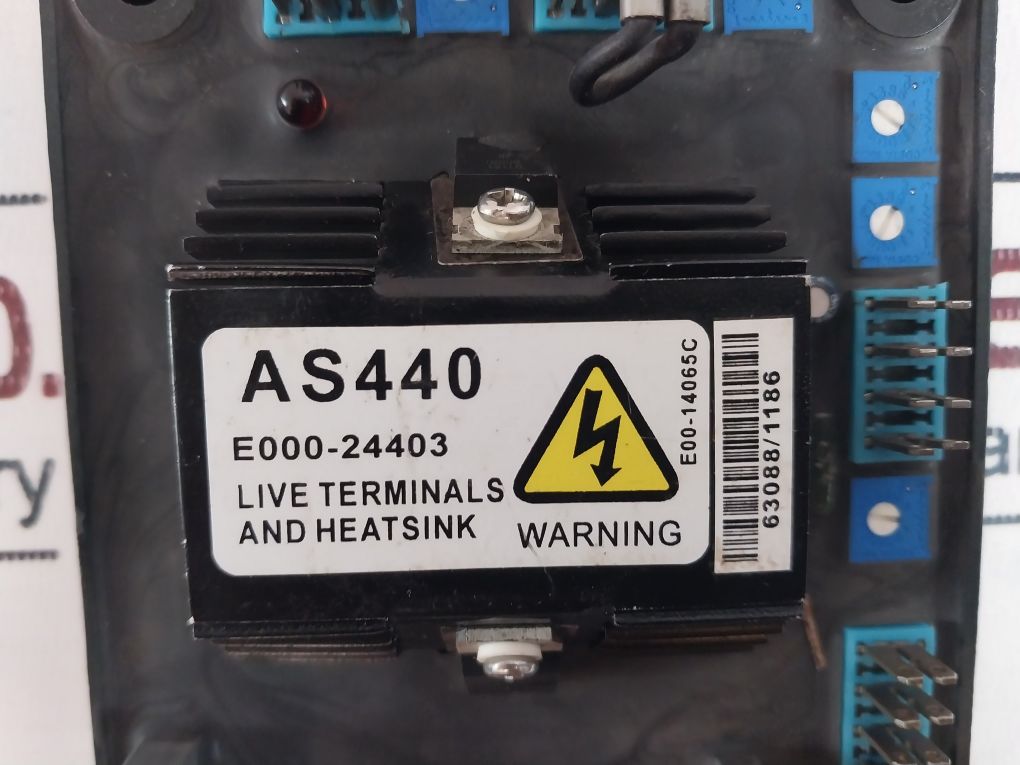 AS440
E000-24403
LIVE TERMINALS
AND HEATSINK
WARNING
E00-14065C
63088/1186